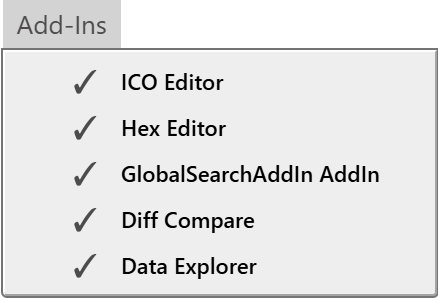 Add-Ins
ICO Editor
Hex Editor
GlobalSearchAddIn AddIn
Diff Compare
Data Explorer